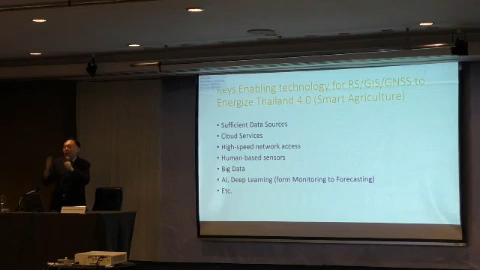 Keys Enabling technology for RS/GIS/GNSS to
Energize Thailand 4.0 (Smart Agriculture)
• Sufficient Data Sources
• Cloud Services
• High-speed network access
• Human-based sensors
• Big Data
• AI, Deep Learning (form Monitoring to Forecasting)
• Etc.